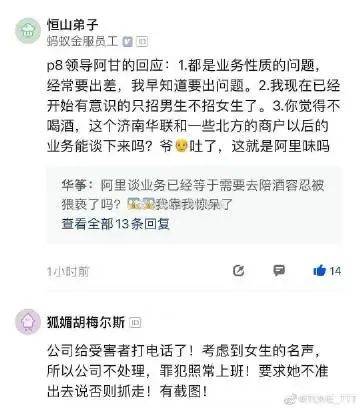 恒山弟子
蚂蚁金服员工 ID
p8领导阿甘的回应：1.都是业务性质的问题，
经常要出差，我早知道要出问题。2.我现在已经
开始有意识的只招男生不招女生了。3.你觉得不
喝酒，这个济南华联和一些北方的商户以后的
业务能谈下来吗？爷🤢吐了，这就是阿里味吗
华筝：阿里谈业务已经等于需要去陪酒容忍被
猥亵了吗？我靠我惊呆了
查看全部13条回复
1小时前
14
狐媚胡梅尔斯 ID
公司给受害者打电话了！考虑到女生的名声，
所以公司不处理，罪犯照常上班！要求她不准
出去说否则抓走！有截图！